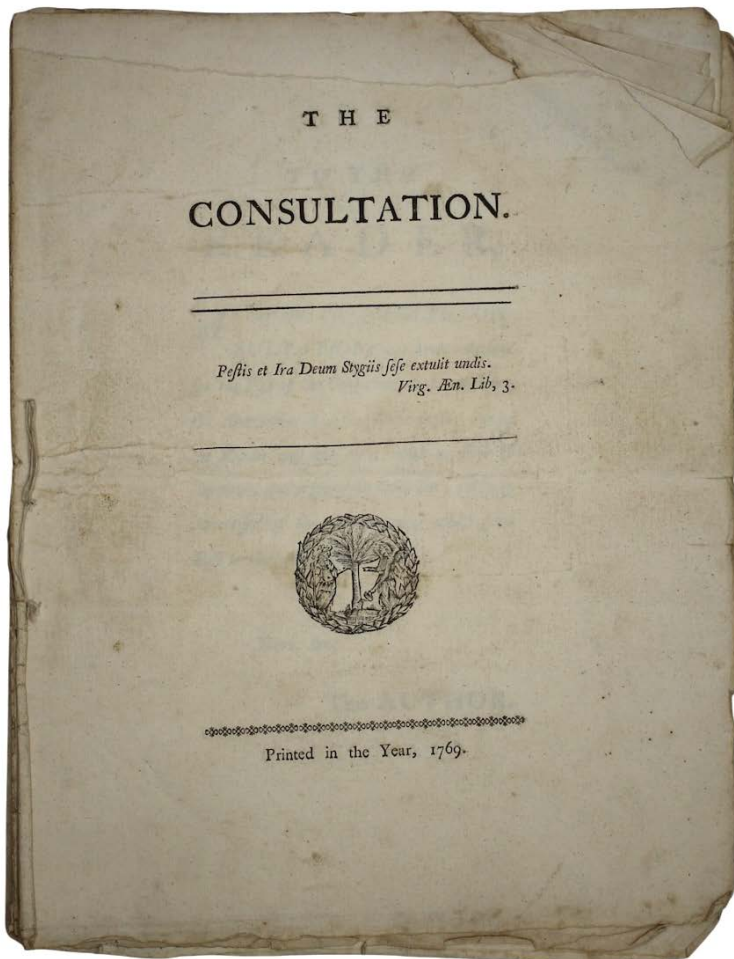 THE
CONSULTATION.
Peſtis et Ira Deum Stygiis ſeſe extulit undis.
Virg. Æn. Lib, 3.
Printed in the Year, 1769.